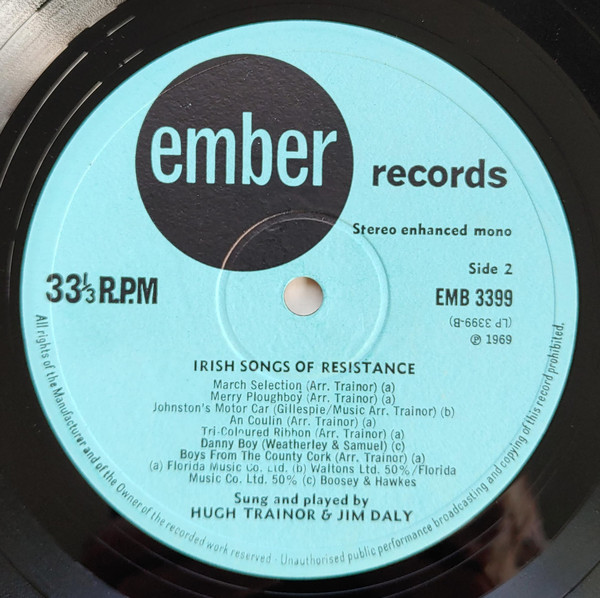 ember
records
Stereo enhanced mono
Side 2
33⅓ R.P.M
EMB 3399
(LP 3399-B)
℗ 1969
IRISH SONGS OF RESISTANCE
March Selection (Arr. Trainor) (a)
Merry Ploughboy (Arr. Trainor) (a)
Johnston's Motor Car (Gillespie/Music Arr. Trainor) (b)
An Coulin (Arr. Trainor) (a)
Tri-Coloured Ribbon (Arr. Trainor) (a)
Danny Boy (Weatherley & Samuel) (c)
Boys From The County Cork (Arr. Trainor) (a)
(a) Florida Music Co. Ltd. (b) Waltons Ltd. 50%/Florida
Music Co. Ltd. 50% (c) Boosey & Hawkes
Sung and played by
HUGH TRAINOR & JIM DALY
All rights of the Manufacturer and of the Owner of the recorded work reserved · Unauthorised public performance broadcasting and copying of this record prohibited.